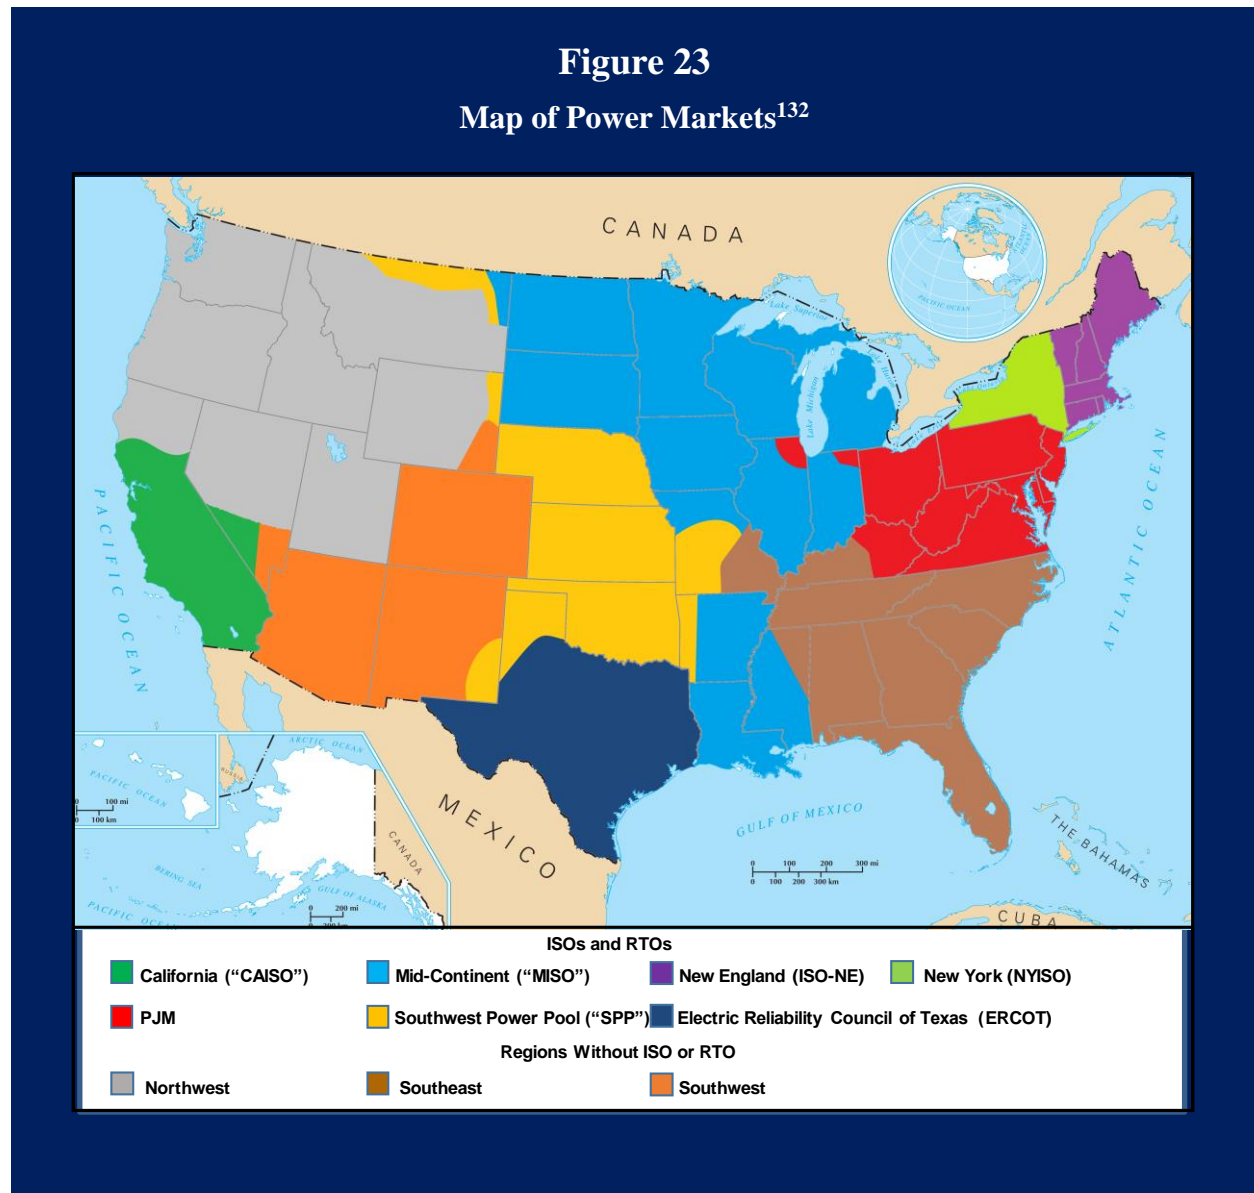 Figure 23
Map of Power Markets132
CANADA
Lake Superior
Lake Michigan
PACIFIC OCEAN
PACIFIC OCEAN
ATLANTIC OCEAN
ARCTIC OCEAN
RUSSIA
PACIFIC OCEAN
0 100 mi
0 100 km
MEXICO
CANADA
GULF OF MEXICO
THE BAHAMAS
0 100 200 300 mi
0 100 200 300 km
BERING SEA
GULF OF ALASKA
PACIFIC OCEAN
0 200 mi
0
CUBA
ISOs and RTOs
California (“CAISO”) Mid-Continent (“MISO”) New England (ISO-NE) New York (NYISO)
PJM Southwest Power Pool (“SPP”) Electric Reliability Council of Texas (ERCOT)
Regions Without ISO or RTO
Northwest Southeast Southwest